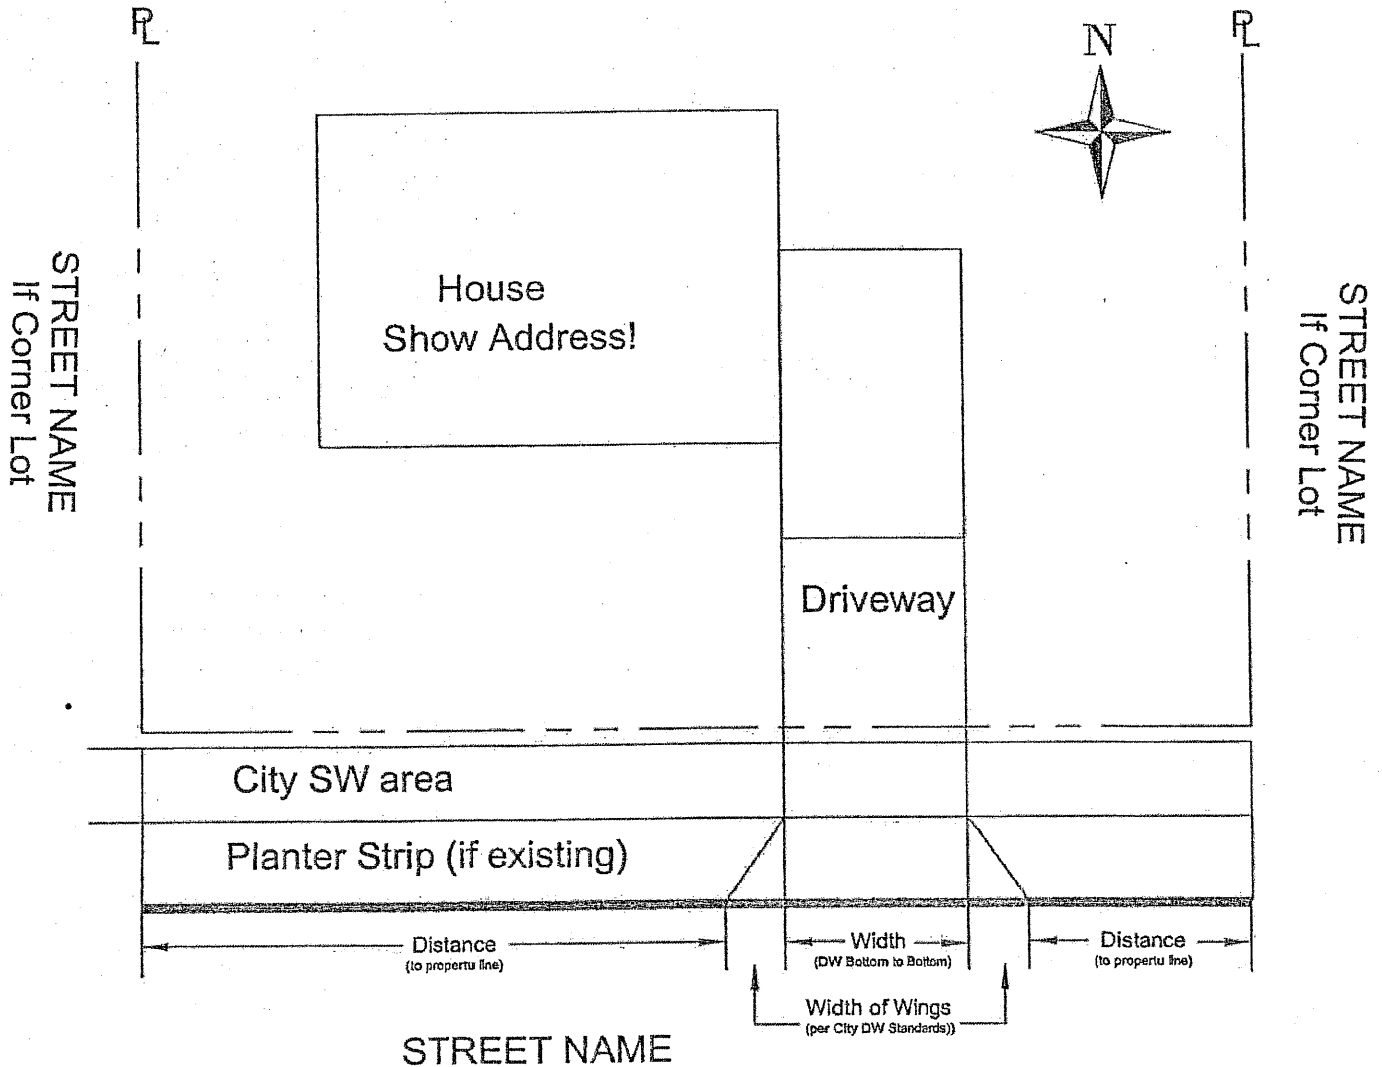 PL
N
PL
STREET NAME
If Corner Lot
House
Show Address!
STREET NAME
If Corner Lot
Driveway
City SW area
Planter Strip (if existing)
Distance
(to propertu line)
Width
(DW Bottom to Bottom)
Distance
(to propertu line)
Width of Wings
(per City DW Standards))
STREET NAME